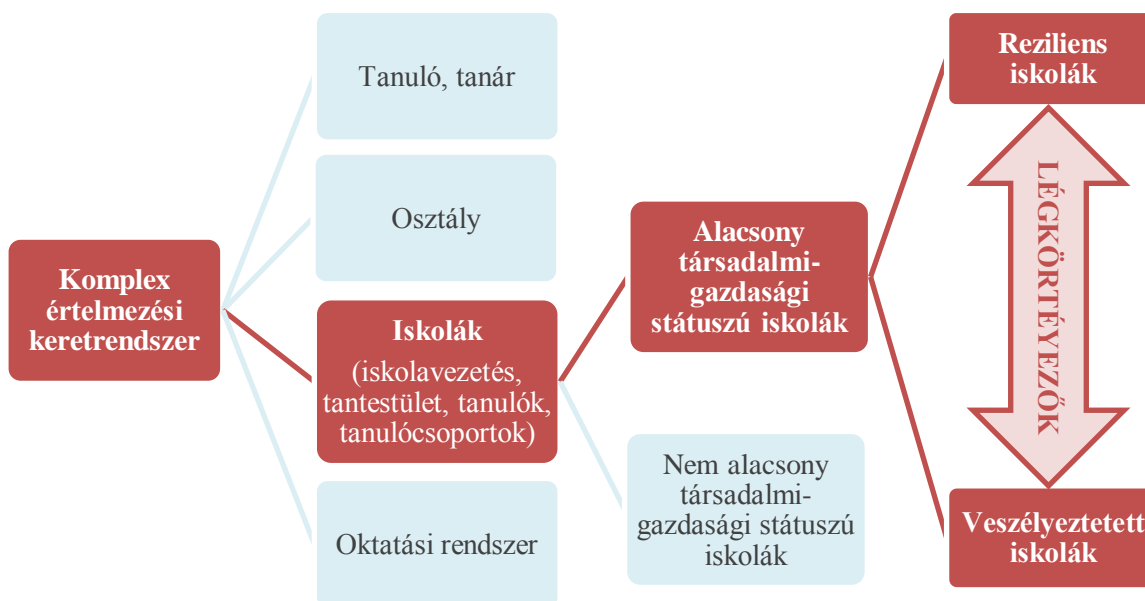 Komplex
értelmezési
keretrendszer
Tanuló, tanár
Osztály
Iskolák
(iskolavezetés,
tantestület, tanulók,
tanulócsoportok)
Oktatási rendszer
Alacsony
társadalmi-
gazdasági
státuszú iskolák
Nem alacsony
társadalmi-
gazdasági státuszú
iskolák
Reziliens
iskolák
LÉGKÖRTÉYEZŐK
Veszélyeztetett
iskolák